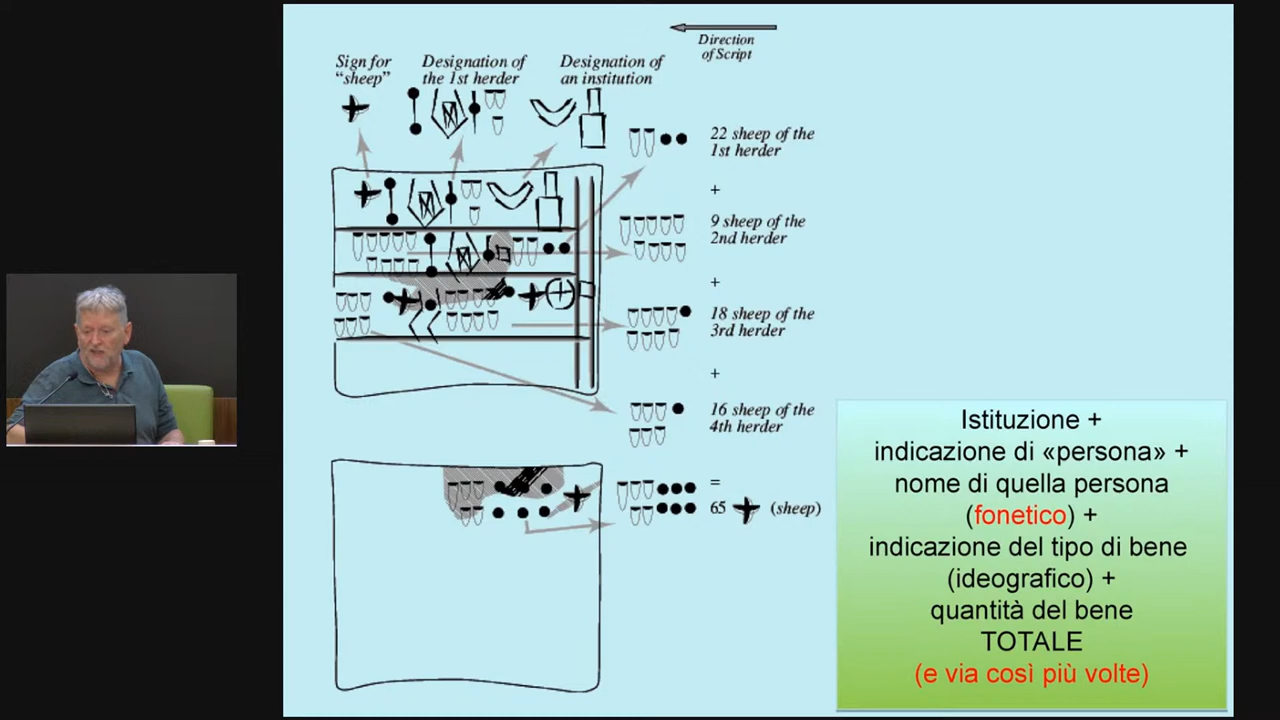 Direction
of Script
Sign for
“sheep”
Designation of
the 1st herder
Designation of
an institution
22 sheep of the
1st herder
+
9 sheep of the
2nd herder
+
18 sheep of the
3rd herder
+
16 sheep of the
4th herder
=
65 (sheep)
Istituzione +
indicazione di «persona» +
nome di quella persona
(fonetico) +
indicazione del tipo di bene
(ideografico) +
quantità del bene
TOTALE
(e via così più volte)